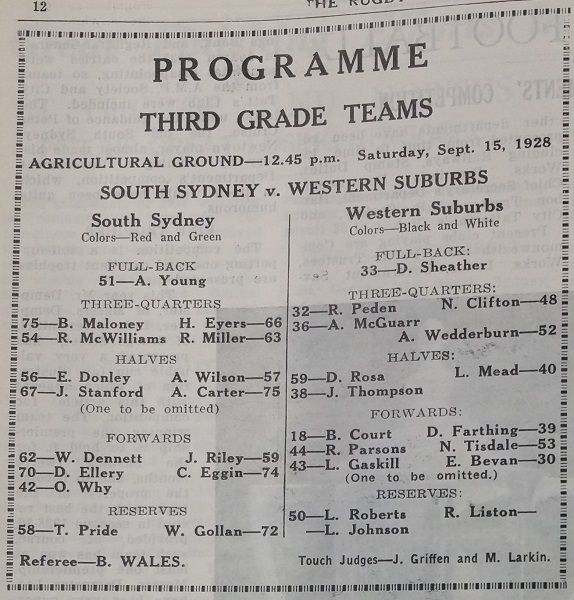 12
THE RUGBY
PROGRAMME
THIRD GRADE TEAMS
AGRICULTURAL GROUND—12.45 p.m. Saturday, Sept. 15, 1928
SOUTH SYDNEY v. WESTERN SUBURBS
South Sydney
Colors—Red and Green
FULL-BACK
51—A. Young
THREE-QUARTERS
75—B. Maloney H. Eyers—66
54—R. McWilliams R. Miller—63
HALVES
56—E. Donley A. Wilson—57
67—J. Stanford A. Carter—75
(One to be omitted)
FORWARDS
62—W. Dennett J. Riley—59
70—D. Ellery C. Eggin—74
42—O. Why
RESERVES
58—T. Pride W. Gollan—72
Referee—B. WALES.
Western Suburbs
Colors—Black and White
FULL-BACK:
33—D. Sheather
THREE-QUARTERS:
32—R. Peden N. Clifton—48
36—A. McGuarr
A. Wedderburn—52
HALVES:
59—D. Rosa L. Mead—40
38—J. Thompson
FORWARDS:
18—B. Court D. Farthing—39
44—R. Parsons N. Tisdale—53
43—L. Gaskill E. Bevan—30
(One to be omitted.)
RESERVES:
50—L. Roberts R. Liston—
—L. Johnson
Touch Judges—J. Griffen and M. Larkin.